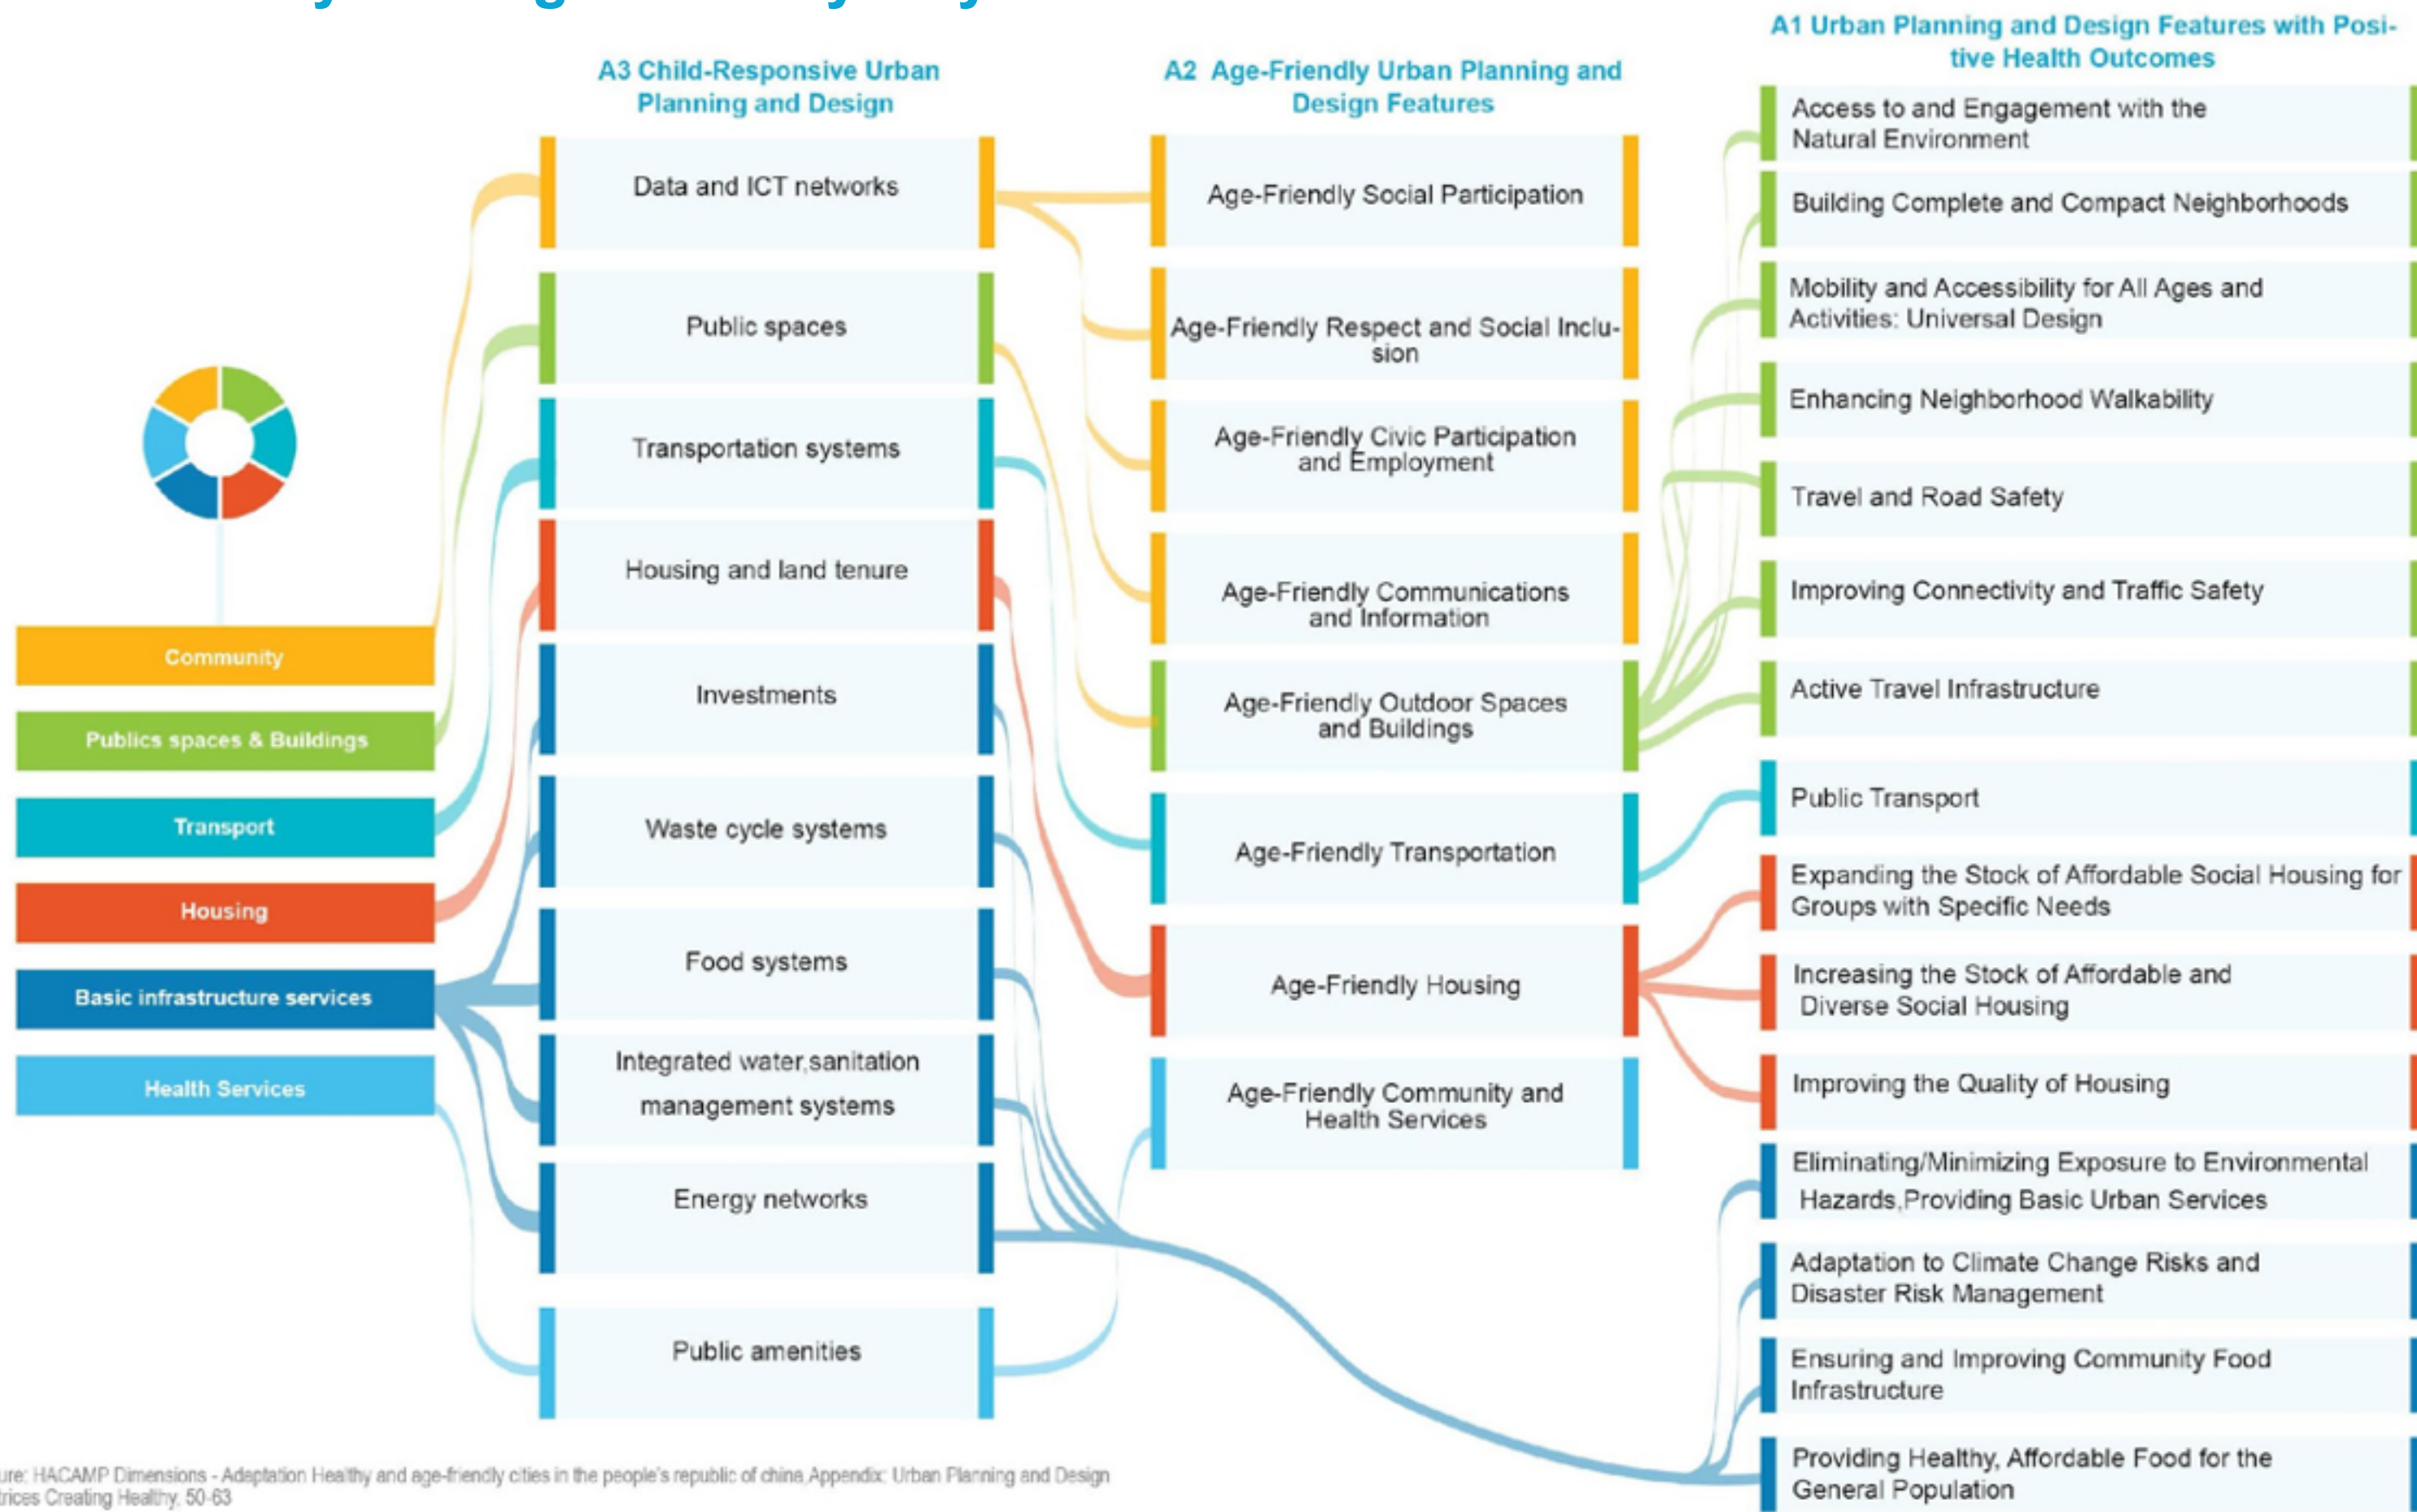 A3 Child-Responsive Urban
Planning and Design
Data and ICT networks
Public spaces
Transportation systems
Housing and land tenure
Investments
Waste cycle systems
Food systems
Integrated water,sanitation
management systems
Energy networks
Public amenities
Community
Publics spaces & Buildings
Transport
Housing
Basic infrastructure services
Health Services
A2 Age-Friendly Urban Planning and
Design Features
Age-Friendly Social Participation
Age-Friendly Respect and Social Inclu-
sion
Age-Friendly Civic Participation
and Employment
Age-Friendly Communications
and Information
Age-Friendly Outdoor Spaces
and Buildings
Age-Friendly Transportation
Age-Friendly Housing
Age-Friendly Community and
Health Services
A1 Urban Planning and Design Features with Posi-
tive Health Outcomes
Access to and Engagement with the
Natural Environment
Building Complete and Compact Neighborhoods
Mobility and Accessibility for All Ages and
Activities: Universal Design
Enhancing Neighborhood Walkability
Travel and Road Safety
Improving Connectivity and Traffic Safety
Active Travel Infrastructure
Public Transport
Expanding the Stock of Affordable Social Housing for
Groups with Specific Needs
Increasing the Stock of Affordable and
Diverse Social Housing
Improving the Quality of Housing
Eliminating/Minimizing Exposure to Environmental
Hazards,Providing Basic Urban Services
Adaptation to Climate Change Risks and
Disaster Risk Management
Ensuring and Improving Community Food
Infrastructure
Providing Healthy, Affordable Food for the
General Population
ure: HACAMP Dimensions - Adaptation Healthy and age-friendly cities in the people's republic of china,Appendix: Urban Planning and Design
trices Creating Healthy. 50-63